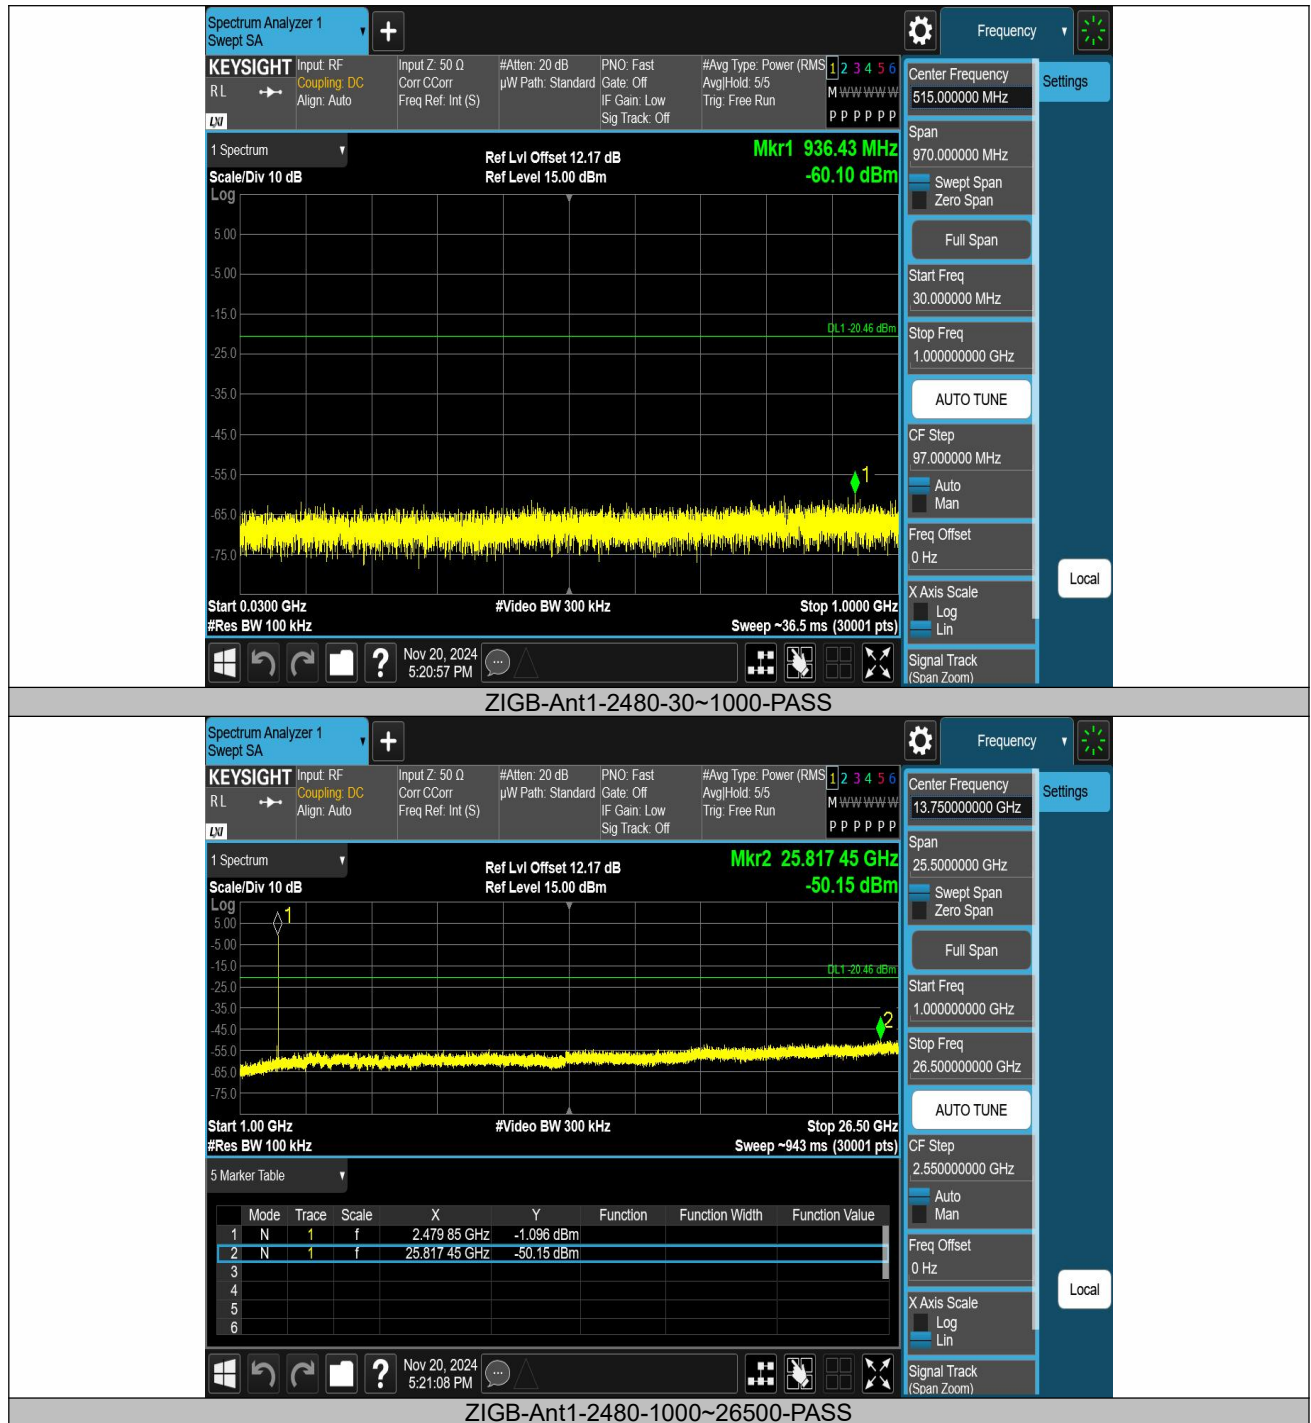 Spectrum Analyzer 1
Swept SA
Frequency
KEYSIGHT
RL
LXI
Input: RF
Coupling: DC
Align: Auto
Input Z: 50 Ω
Corr CCorr
Freq Ref: Int (S)
#Atten: 20 dB
µW Path: Standard
PNO: Fast
Gate: Off
IF Gain: Low
Sig Track: Off
#Avg Type: Power (RMS
Avg|Hold: 5/5
Trig: Free Run
1 2 3 4 5 6
M W W W W W
P P P P P P
1 Spectrum
Scale/Div 10 dB
Ref Lvl Offset 12.17 dB
Ref Level 15.00 dBm
Mkr1 936.43 MHz
-60.10 dBm
Log
5.00
-5.00
-15.0
DL1 -20.46 dBm
-25.0
-35.0
-45.0
-55.0
1
-65.0
-75.0
Start 0.0300 GHz
#Video BW 300 kHz
Stop 1.0000 GHz
#Res BW 100 kHz
Sweep ~36.5 ms (30001 pts)
?
Nov 20, 2024
5:20:57 PM
Center Frequency
515.000000 MHz
Settings
Span
970.000000 MHz
Swept Span
Zero Span
Full Span
Start Freq
30.000000 MHz
Stop Freq
1.000000000 GHz
AUTO TUNE
CF Step
97.000000 MHz
Auto
Man
Freq Offset
0 Hz
X Axis Scale
Log
Lin
Local
Signal Track
(Span Zoom)
ZIGB-Ant1-2480-30~1000-PASS
Spectrum Analyzer 1
Swept SA
Frequency
KEYSIGHT
RL
LXI
Input: RF
Coupling: DC
Align: Auto
Input Z: 50 Ω
Corr CCorr
Freq Ref: Int (S)
#Atten: 20 dB
µW Path: Standard
PNO: Fast
Gate: Off
IF Gain: Low
Sig Track: Off
#Avg Type: Power (RMS
Avg|Hold: 5/5
Trig: Free Run
1 2 3 4 5 6
M W W W W W
P P P P P P
1 Spectrum
Scale/Div 10 dB
Ref Lvl Offset 12.17 dB
Ref Level 15.00 dBm
Mkr2 25.817 45 GHz
-50.15 dBm
Log
1
5.00
-5.00
-15.0
DL1 -20.46 dBm
-25.0
-35.0
2
-45.0
-55.0
-65.0
-75.0
Start 1.00 GHz
#Video BW 300 kHz
Stop 26.50 GHz
#Res BW 100 kHz
Sweep ~943 ms (30001 pts)
5 Marker Table
Mode Trace Scale X Y Function Function Width Function Value
1 N 1 f 2.479 85 GHz -1.096 dBm
2 N 1 f 25.817 45 GHz -50.15 dBm
3
4
5
6
?
Nov 20, 2024
5:21:08 PM
Center Frequency
13.750000000 GHz
Settings
Span
25.5000000 GHz
Swept Span
Zero Span
Full Span
Start Freq
1.000000000 GHz
Stop Freq
26.500000000 GHz
AUTO TUNE
CF Step
2.550000000 GHz
Auto
Man
Freq Offset
0 Hz
X Axis Scale
Log
Lin
Local
Signal Track
(Span Zoom)
ZIGB-Ant1-2480-1000~26500-PASS